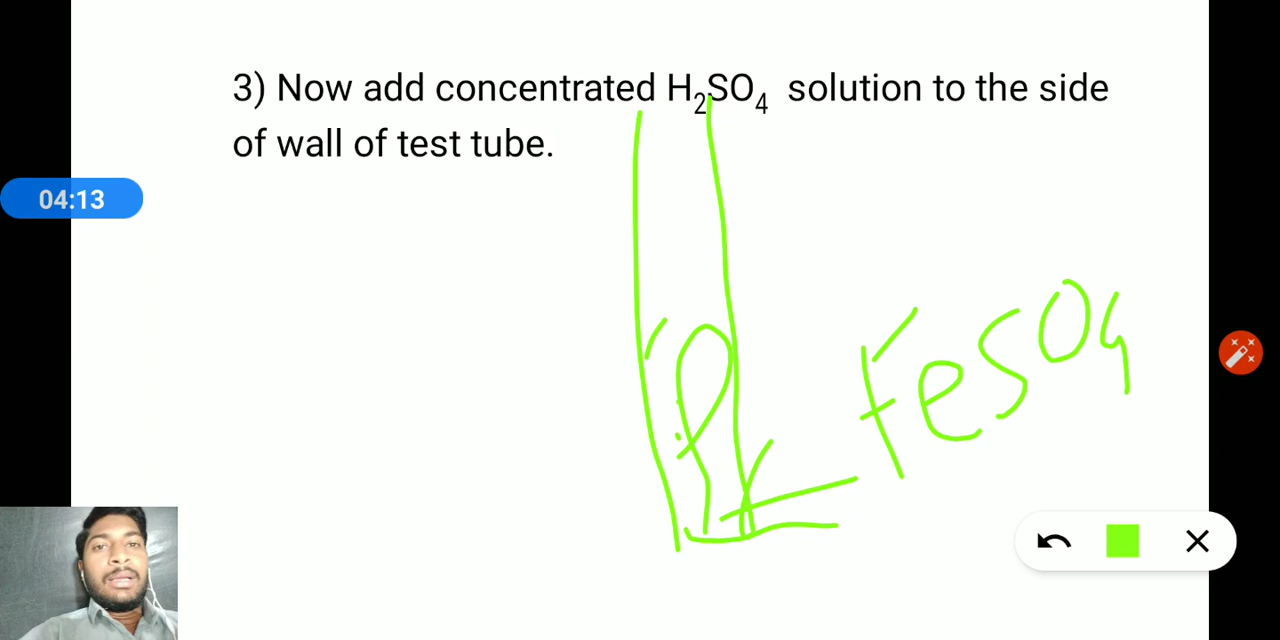 3) Now add concentrated H₂SO₄ solution to the side
of wall of test tube.
04:13
FeSO4